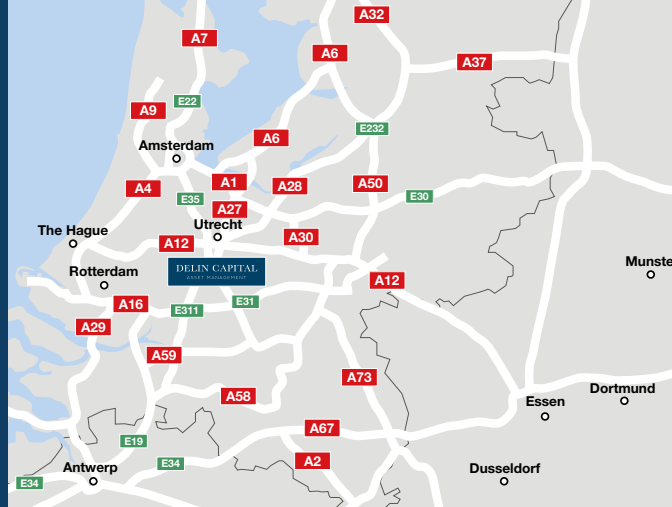 A32
A7
A6
A37
E22
A9
E232
A6
Amsterdam
A1
A28
A50
A4
E30
E35
A27
Utrecht
The Hague
A30
A12
Munste
DELIN CAPITAL
ASSET MANAGEMENT
Rotterdam
A12
A16
E31
E311
A29
A59
A73
Dortmund
A58
Essen
A67
E19
E34
A2
Antwerp
Dusseldorf
E34